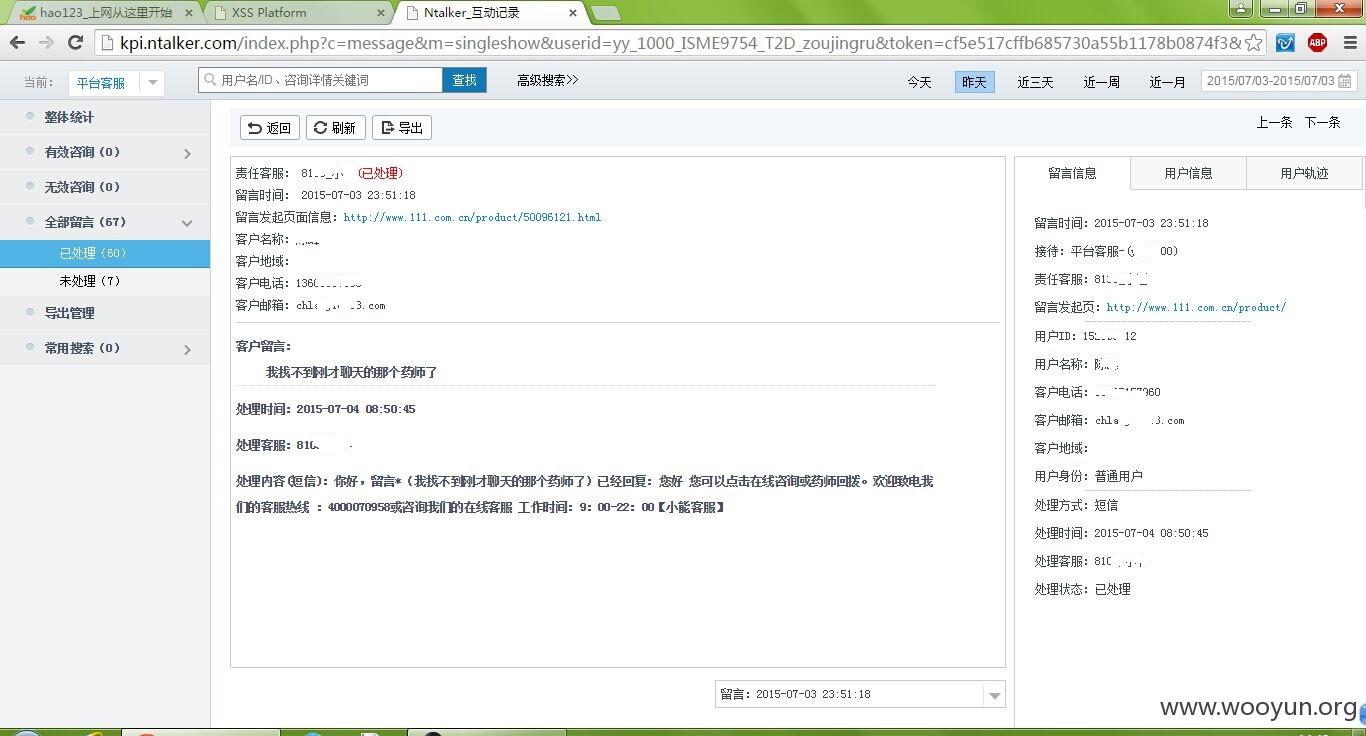 hao123_上网从这里开始
XSS Platform
Ntalker_互动记录
kpi.ntalker.com/index.php?c=message&m=singleshow&userid=yy_1000_ISME9754_T2D_zoujingru&token=cf5e517cffb685730a55b1178b0874f3&
ABP
当前:
平台客服
用户名/ID、咨询详情关键词
查找
高级搜索>>
今天
昨天
近三天
近一周
近一月
2015/07/03-2015/07/03
整体统计
有效咨询（0）
无效咨询（0）
全部留言（67）
已处理（60）
未处理（7）
导出管理
常用搜索（0）
返回
刷新
导出
上一条 下一条
责任客服: （已处理）
留言时间: 2015-07-03 23:51:18
留言发起页面信息: http://www.111.com.cn/product/50096121.html
客户名称:
客户地域:
客户电话: 1360
客户邮箱: chl 3.com
客户留言:
我找不到刚才聊天的那个药师了
处理时间: 2015-07-04 08:50:45
处理客服: 810
处理内容(短信): 你好，留言*（我找不到刚才聊天的那个药师了）已经回复: 您好 您可以点击在线咨询或药师回拨。欢迎致电我
们的客服热线 : 4000070958或咨询我们的在线客服 工作时间: 9: 00-22: 00【小能客服】
留言: 2015-07-03 23:51:18
留言信息
用户信息
用户轨迹
留言时间: 2015-07-03 23:51:18
接待: 平台客服-( 00)
责任客服: 81
留言发起页: http://www.111.com.cn/product/
用户ID: 15 12
用户名称: 陈
客户电话: 7960
客户邮箱: chl .3.com
客户地域:
用户身份: 普通用户
处理方式: 短信
处理时间: 2015-07-04 08:50:45
处理客服: 810
处理状态: 已处理
www.wooyun.org